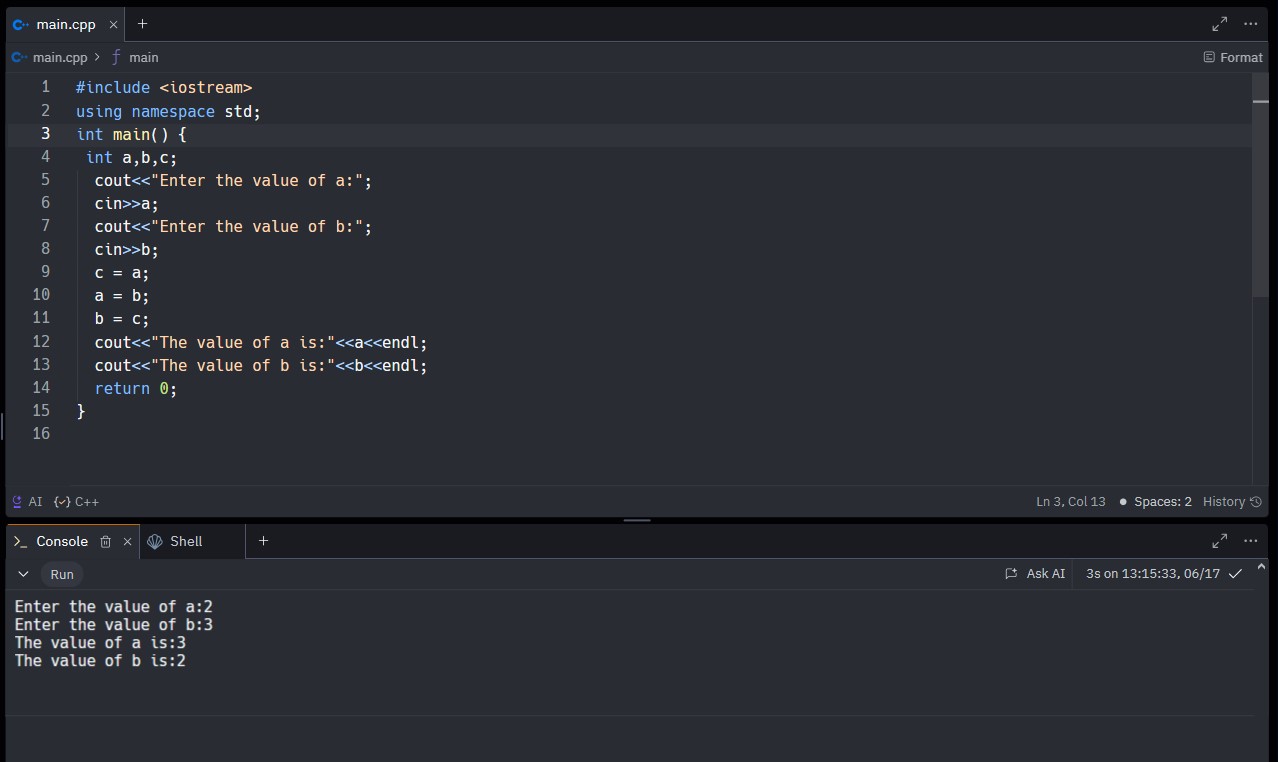 main.cpp
main.cpp > main
Format
1 #include <iostream>
2 using namespace std;
3 int main() {
4  int a,b,c;
5   cout<<"Enter the value of a:";
6   cin>>a;
7   cout<<"Enter the value of b:";
8   cin>>b;
9   c = a;
10   a = b;
11   b = c;
12   cout<<"The value of a is:"<<a<<endl;
13   cout<<"The value of b is:"<<b<<endl;
14   return 0;
15 }
16
AI {✓} C++ Ln 3, Col 13 ● Spaces: 2 History
>_ Console Shell
Run Ask AI 3s on 13:15:33, 06/17
Enter the value of a:2
Enter the value of b:3
The value of a is:3
The value of b is:2